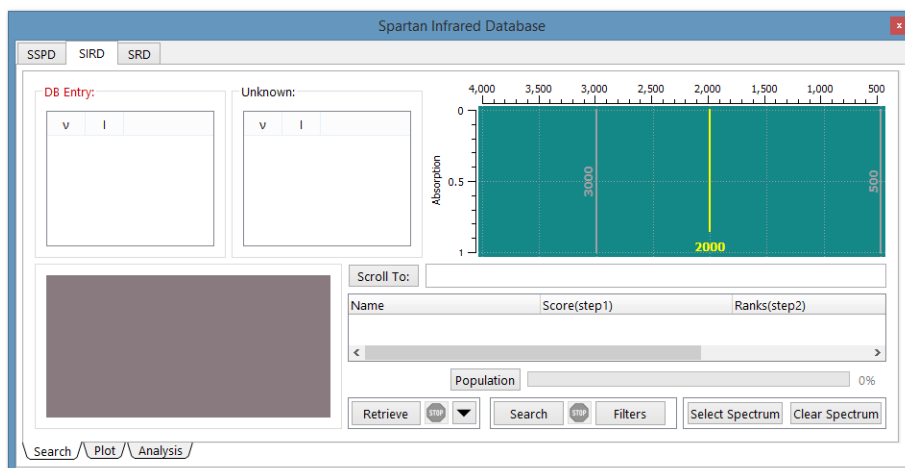 Spartan Infrared Database
x
SSPD SIRD SRD
DB Entry: Unknown:
ν I ν I
4,000 3,500 3,000 2,500 2,000 1,500 1,000 500
0
0.5
1
Absorption
3000
2000
500
Scroll To:
Name Score(step1) Ranks(step2)
Population 0%
Retrieve STOP Search STOP Filters Select Spectrum Clear Spectrum
Search Plot Analysis